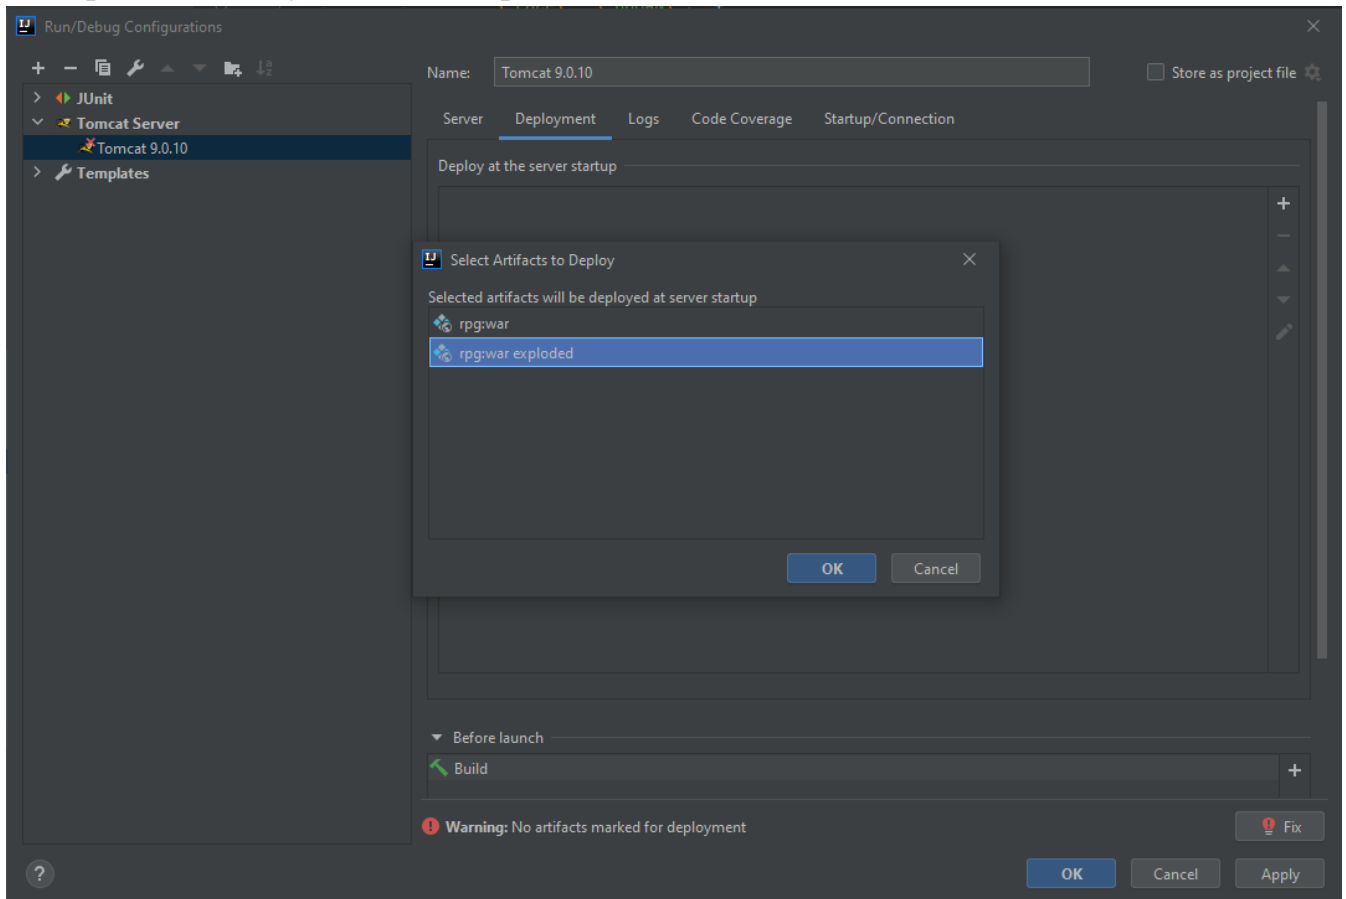 Run/Debug Configurations
Name: Tomcat 9.0.10 Store as project file
JUnit
Tomcat Server
Tomcat 9.0.10
Templates
Server Deployment Logs Code Coverage Startup/Connection
Deploy at the server startup
Select Artifacts to Deploy
Selected artifacts will be deployed at server startup
rpg:war
rpg:war exploded
OK Cancel
Before launch
Build
Warning: No artifacts marked for deployment Fix
? OK Cancel Apply